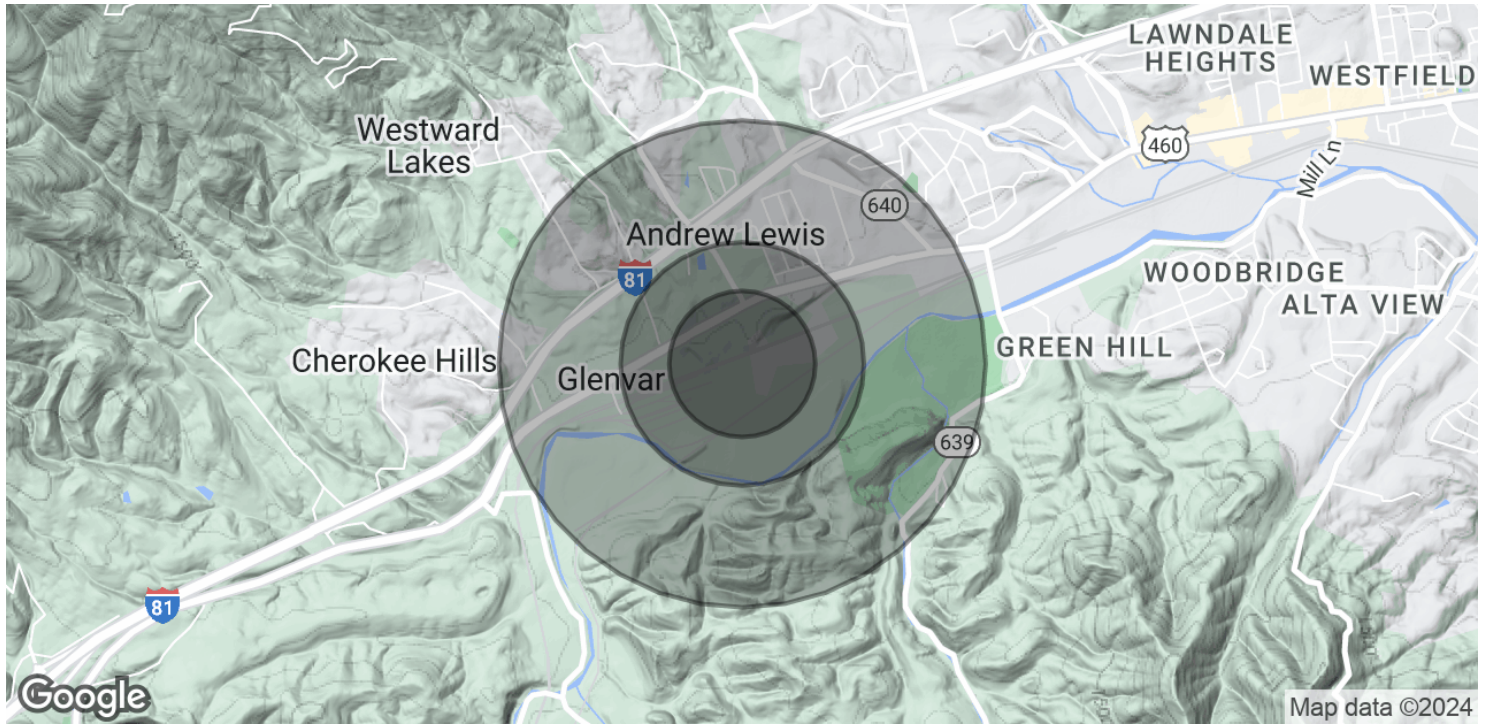 LAWNDALE
HEIGHTS
WESTFIELD
Westward
Lakes
460
Mill Ln
640
Andrew Lewis
81
WOODBRIDGE
ALTA VIEW
GREEN HILL
Cherokee Hills
Glenvar
639
81
Google
Map data ©2024